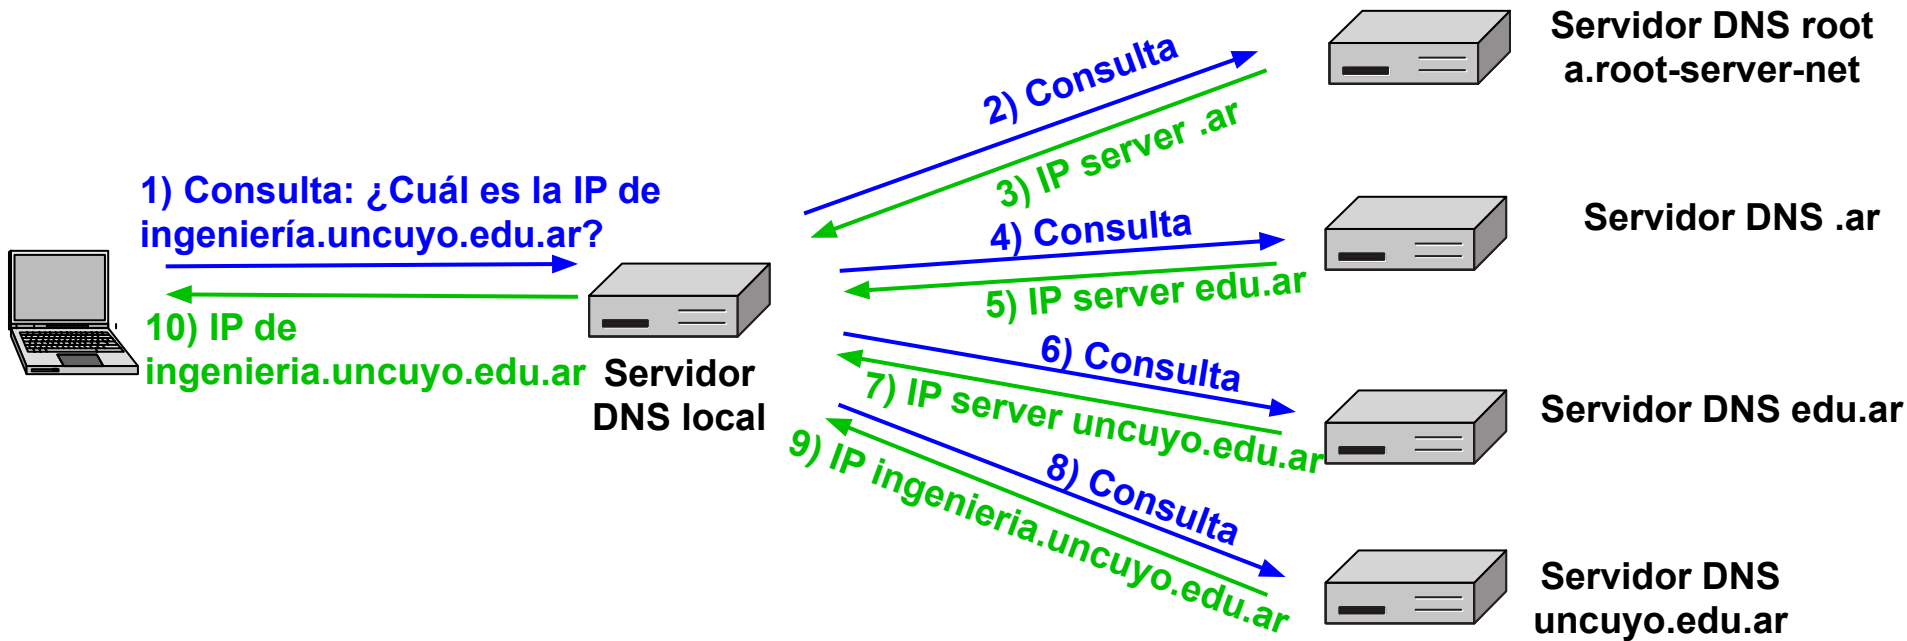 Servidor DNS root
a.root-server-net
2) Consulta
3) IP server .ar
1) Consulta: ¿Cuál es la IP de
ingeniería.uncuyo.edu.ar?
Servidor DNS .ar
4) Consulta
5) IP server edu.ar
10) IP de
ingenieria.uncuyo.edu.ar
Servidor
DNS local
6) Consulta
7) IP server uncuyo.edu.ar
Servidor DNS edu.ar
8) Consulta
9) IP ingenieria.uncuyo.edu.ar
Servidor DNS
uncuyo.edu.ar